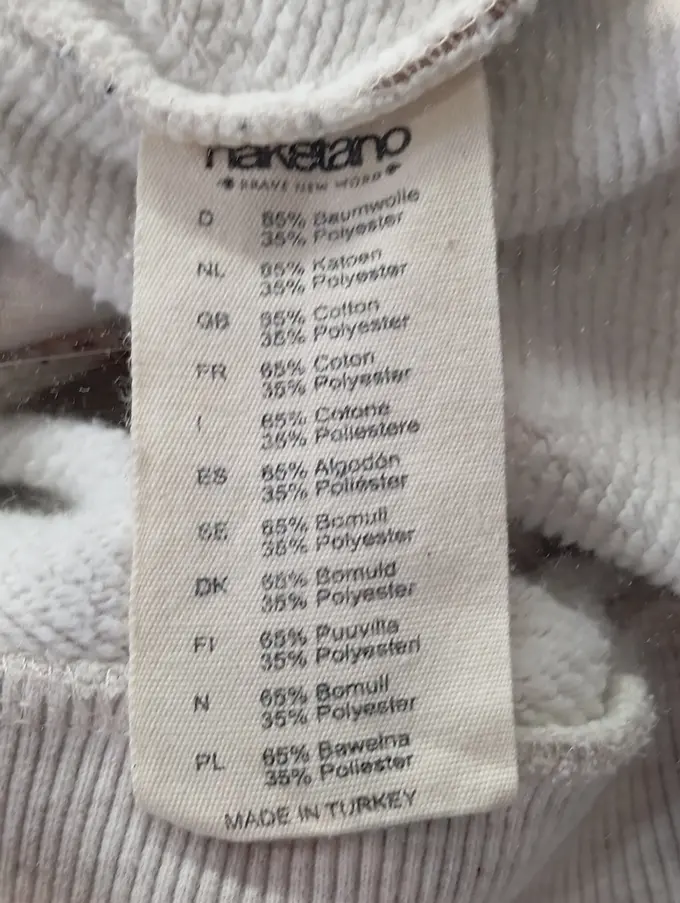 naketano
BRAVE NEW WORD
D 65% Baumwolle
35% Polyester
NL 65% Katoen
35% Polyester
GB 65% Cotton
35% Polyester
FR 65% Coton
35% Polyester
I 65% Cotone
35% Poliestere
ES 65% Algodón
35% Poliéster
SE 65% Bomull
35% Polyester
DK 65% Bomuld
35% Polyester
FI 65% Puuvilla
35% Polyesteri
N 65% Bomull
35% Polyester
PL 65% Bawełna
35% Poliester
MADE IN TURKEY